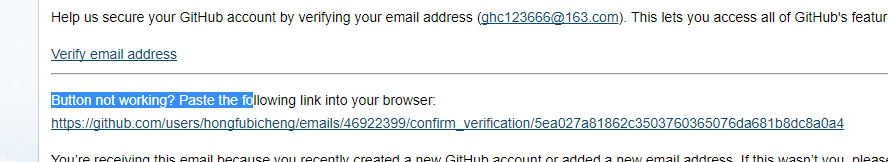 Help us secure your GitHub account by verifying your email address (ghc123666@163.com). This lets you access all of GitHub's
Verify email address
Button not working? Paste the following link into your browser:
https://github.com/users/hongfubicheng/emails/46922399/confirm_verification/5ea027a81862c3503760365076da681b8dc8a0a4
You're receiving this email because you recently created a new GitHub account or added a new email address. If this wasn't you, please